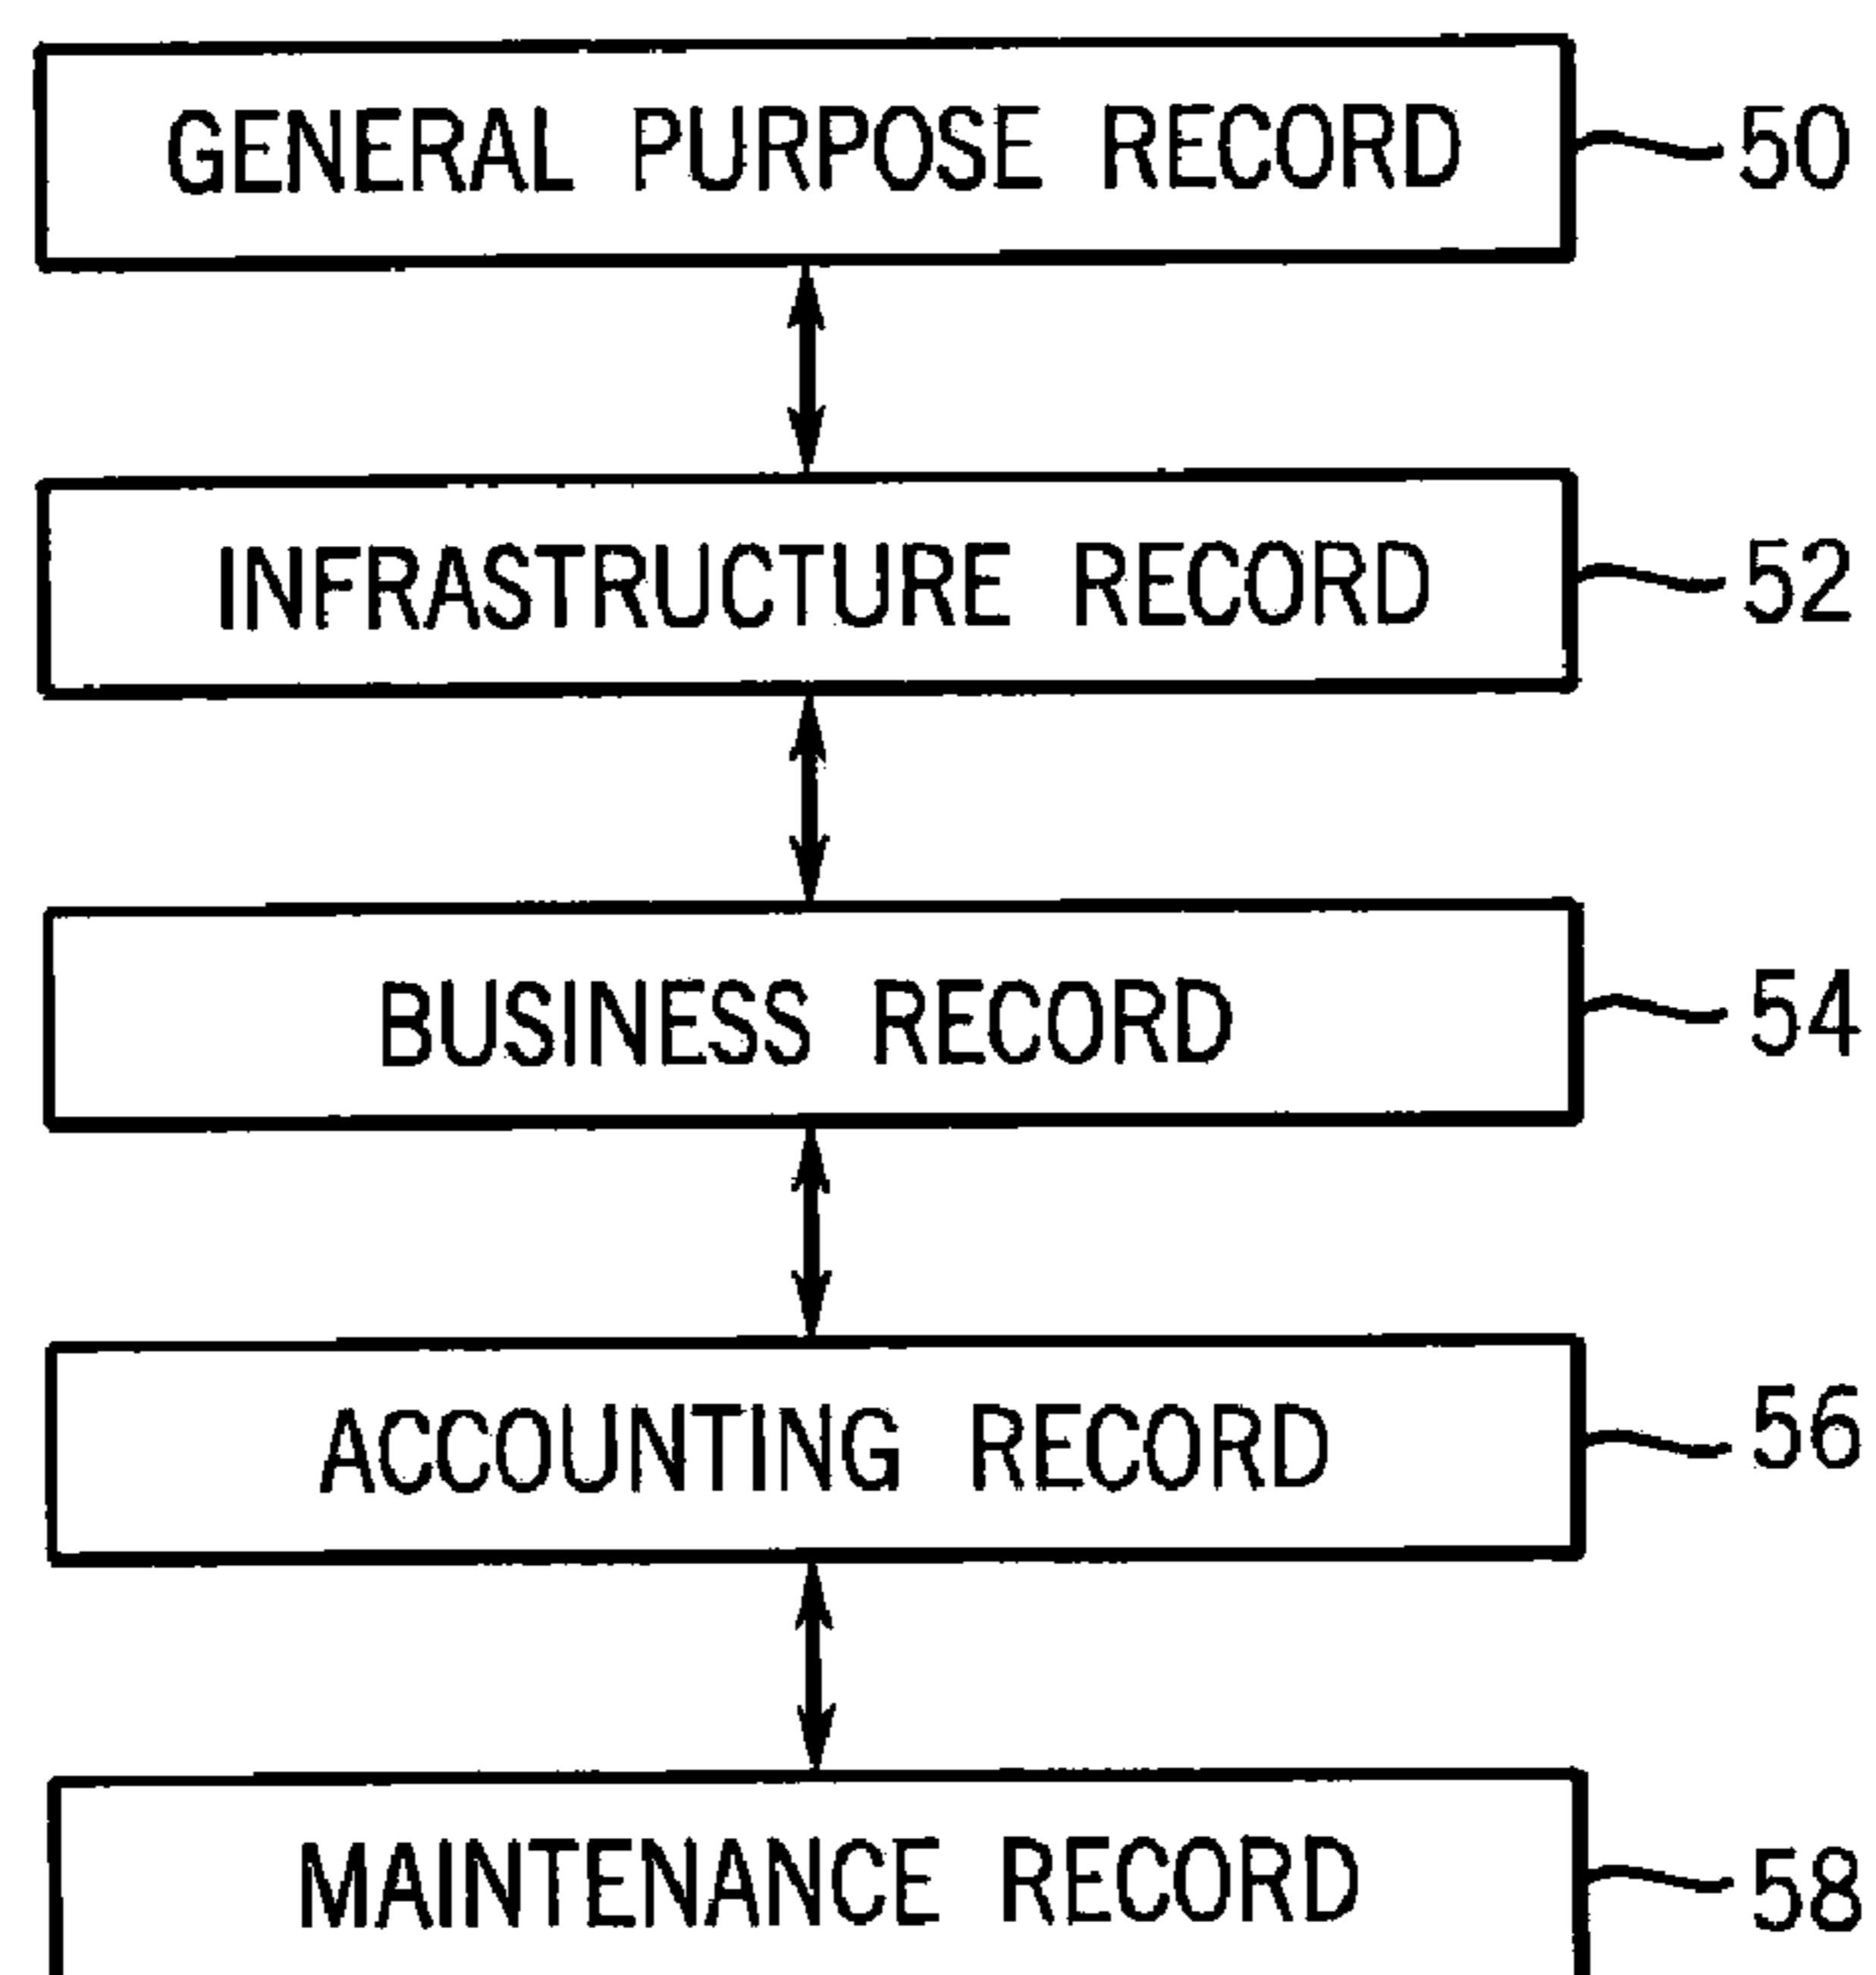 GENERAL PURPOSE RECORD 50
INFRASTRUCTURE RECORD 52
BUSINESS RECORD 54
ACCOUNTING RECORD 56
MAINTENANCE RECORD 58